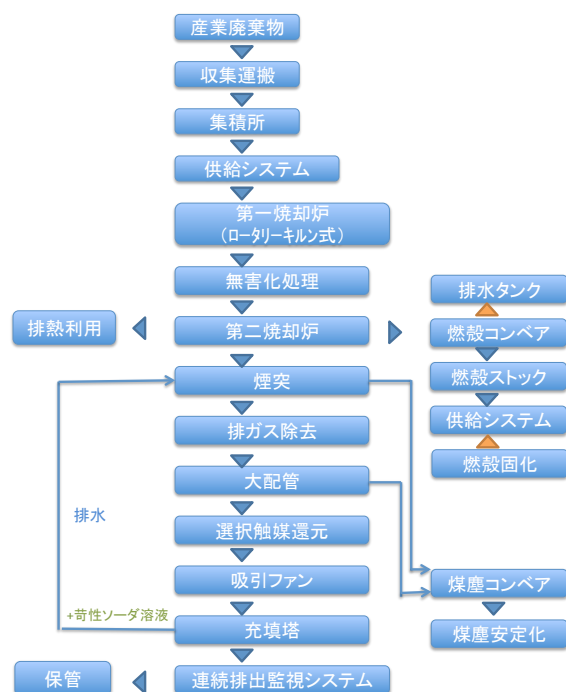 産業廃棄物
収集運搬
集積所
供給システム
第一焼却炉
(ロータリーキルン式)
無害化処理
排水タンク
排熱利用
第二焼却炉
燃殻コンベア
煙突
燃殻ストック
排ガス除去
供給システム
大配管
燃殻固化
排水
選択触媒還元
吸引ファン
煤塵コンベア
+苛性ソーダ溶液
充填塔
煤塵安定化
保管
連続排出監視システム